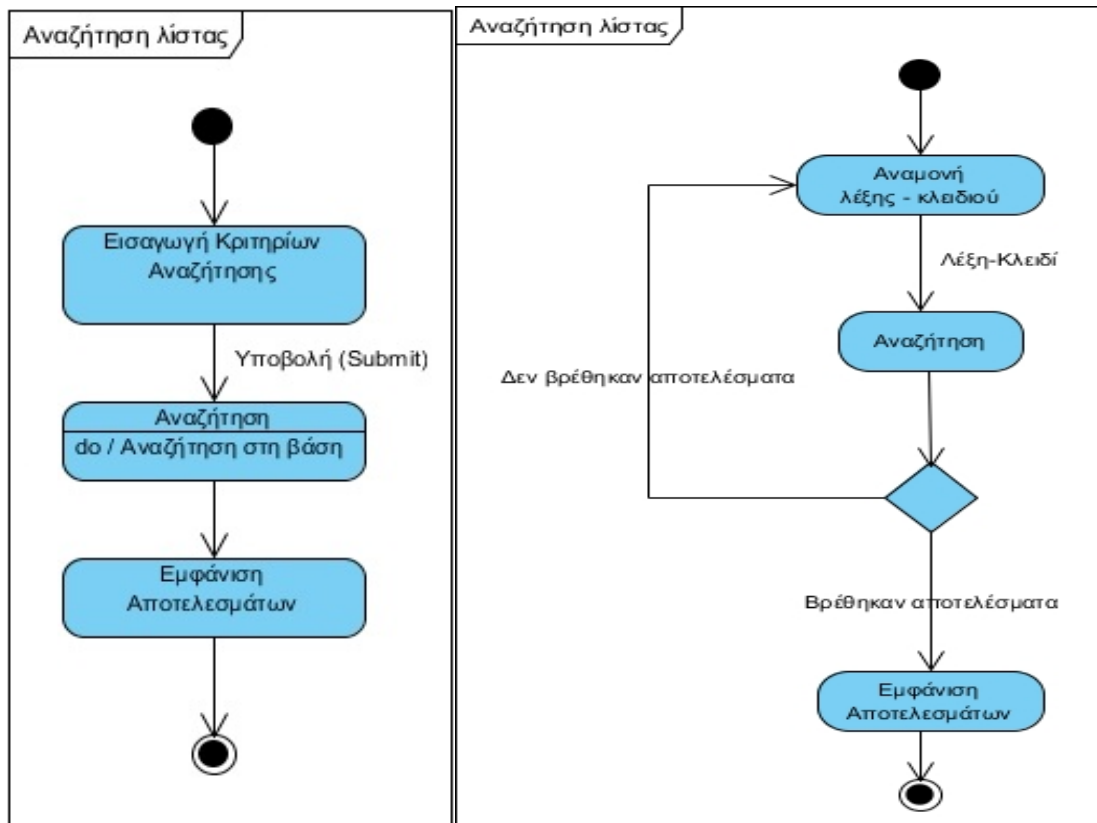 Αναζήτηση λίστας
Εισαγωγή Κριτηρίων
Αναζήτησης
Υποβολή (Submit)
Αναζήτηση
do / Αναζήτηση στη βάση
Εμφάνιση
Αποτελεσμάτων
Αναζήτηση λίστας
Αναμονή
λέξης - κλειδιού
Λέξη-Κλειδί
Αναζήτηση
Δεν βρέθηκαν αποτελέσματα
Βρέθηκαν αποτελέσματα
Εμφάνιση
Αποτελεσμάτων